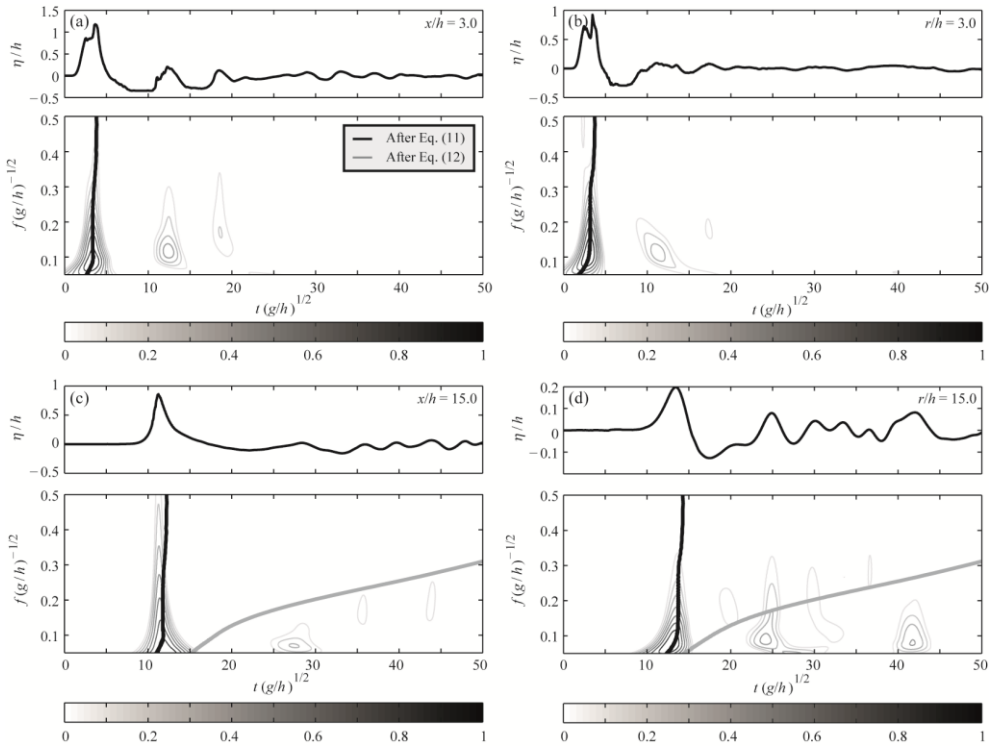 (a) x/h = 3.0
η/h
1.5
1
0.5
0
−0.5
f(g/h)^−1/2
0.5
0.4
0.3
0.2
0.1
After Eq. (11)
After Eq. (12)
0 10 20 30 40 50
t(g/h)^1/2
0 0.2 0.4 0.6 0.8 1
(b) r/h = 3.0
η/h
1
0.5
0
−0.5
f(g/h)^−1/2
0.5
0.4
0.3
0.2
0.1
0 10 20 30 40 50
t(g/h)^1/2
0 0.2 0.4 0.6 0.8 1
(c) x/h = 15.0
η/h
1
0.5
0
−0.5
f(g/h)^−1/2
0.5
0.4
0.3
0.2
0.1
0 10 20 30 40 50
t(g/h)^1/2
0 0.2 0.4 0.6 0.8 1
(d) r/h = 15.0
η/h
0.2
0.1
0
−0.1
f(g/h)^−1/2
0.5
0.4
0.3
0.2
0.1
0 10 20 30 40 50
t(g/h)^1/2
0 0.2 0.4 0.6 0.8 1